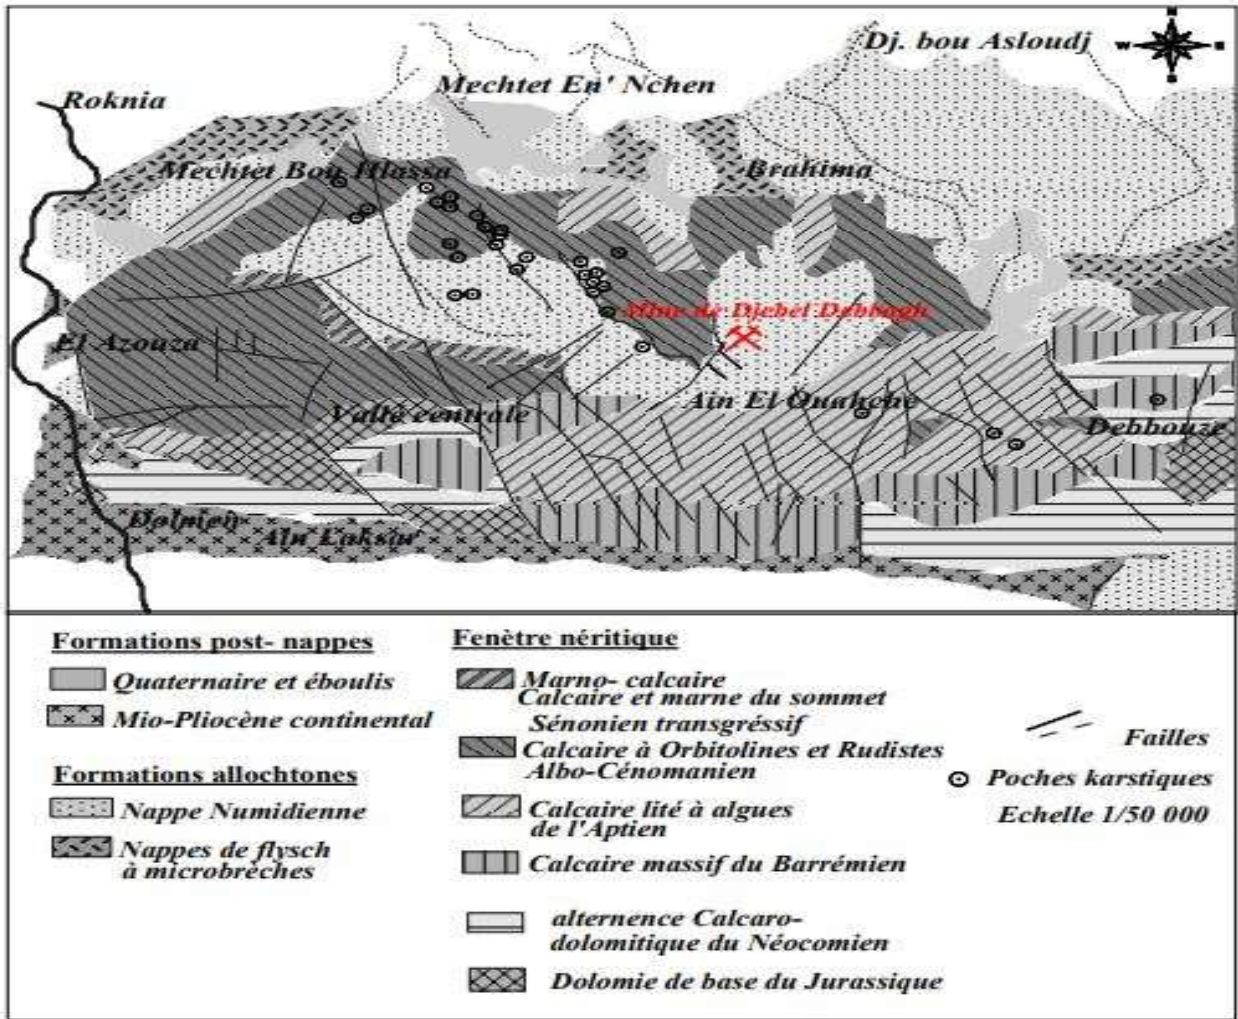 Dj. bou Asloudj
N
W
E
S
Mechtet En' Nchen
Roknia
Mechtet Bou Hlassa
Brahima
Mine de Djebel Debbagh
El Azouza
Vallé centrale
Ain El Ouahche
Debbouze
Ain Laksar
Formations post- nappes
Quaternaire et éboulis
Mio-Pliocène continental
Formations allochtones
Nappe Numidienne
Nappes de flysch
à microbrèches
Fenètre néritique
Marno- calcaire
Calcaire et marne du sommet
Sénonien transgréssif
Calcaire à Orbitolines et Rudistes
Albo-Cénomanien
Calcaire lité à algues
de l'Aptien
Calcaire massif du Barrémien
alternence Calcaro-
dolomitique du Néocomien
Dolomie de base du Jurassique
Failles
Poches karstiques
Echelle 1/50 000